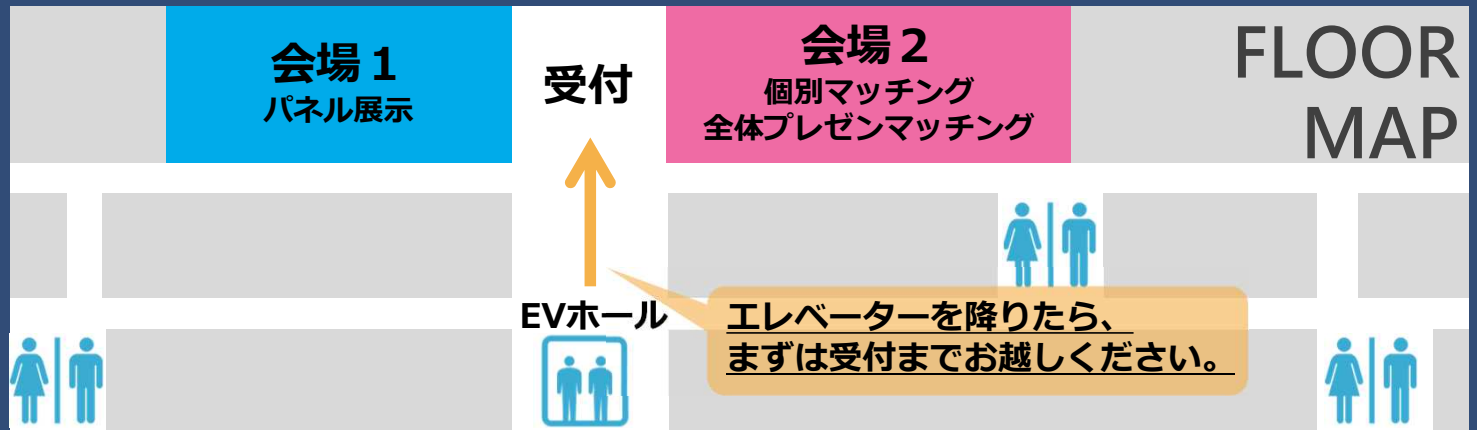 会場１
パネル展示
受付
会場２
個別マッチング
全体プレゼンマッチング
FLOOR
MAP
EVホール
エレベーターを降りたら、
まずは受付までお越しください。